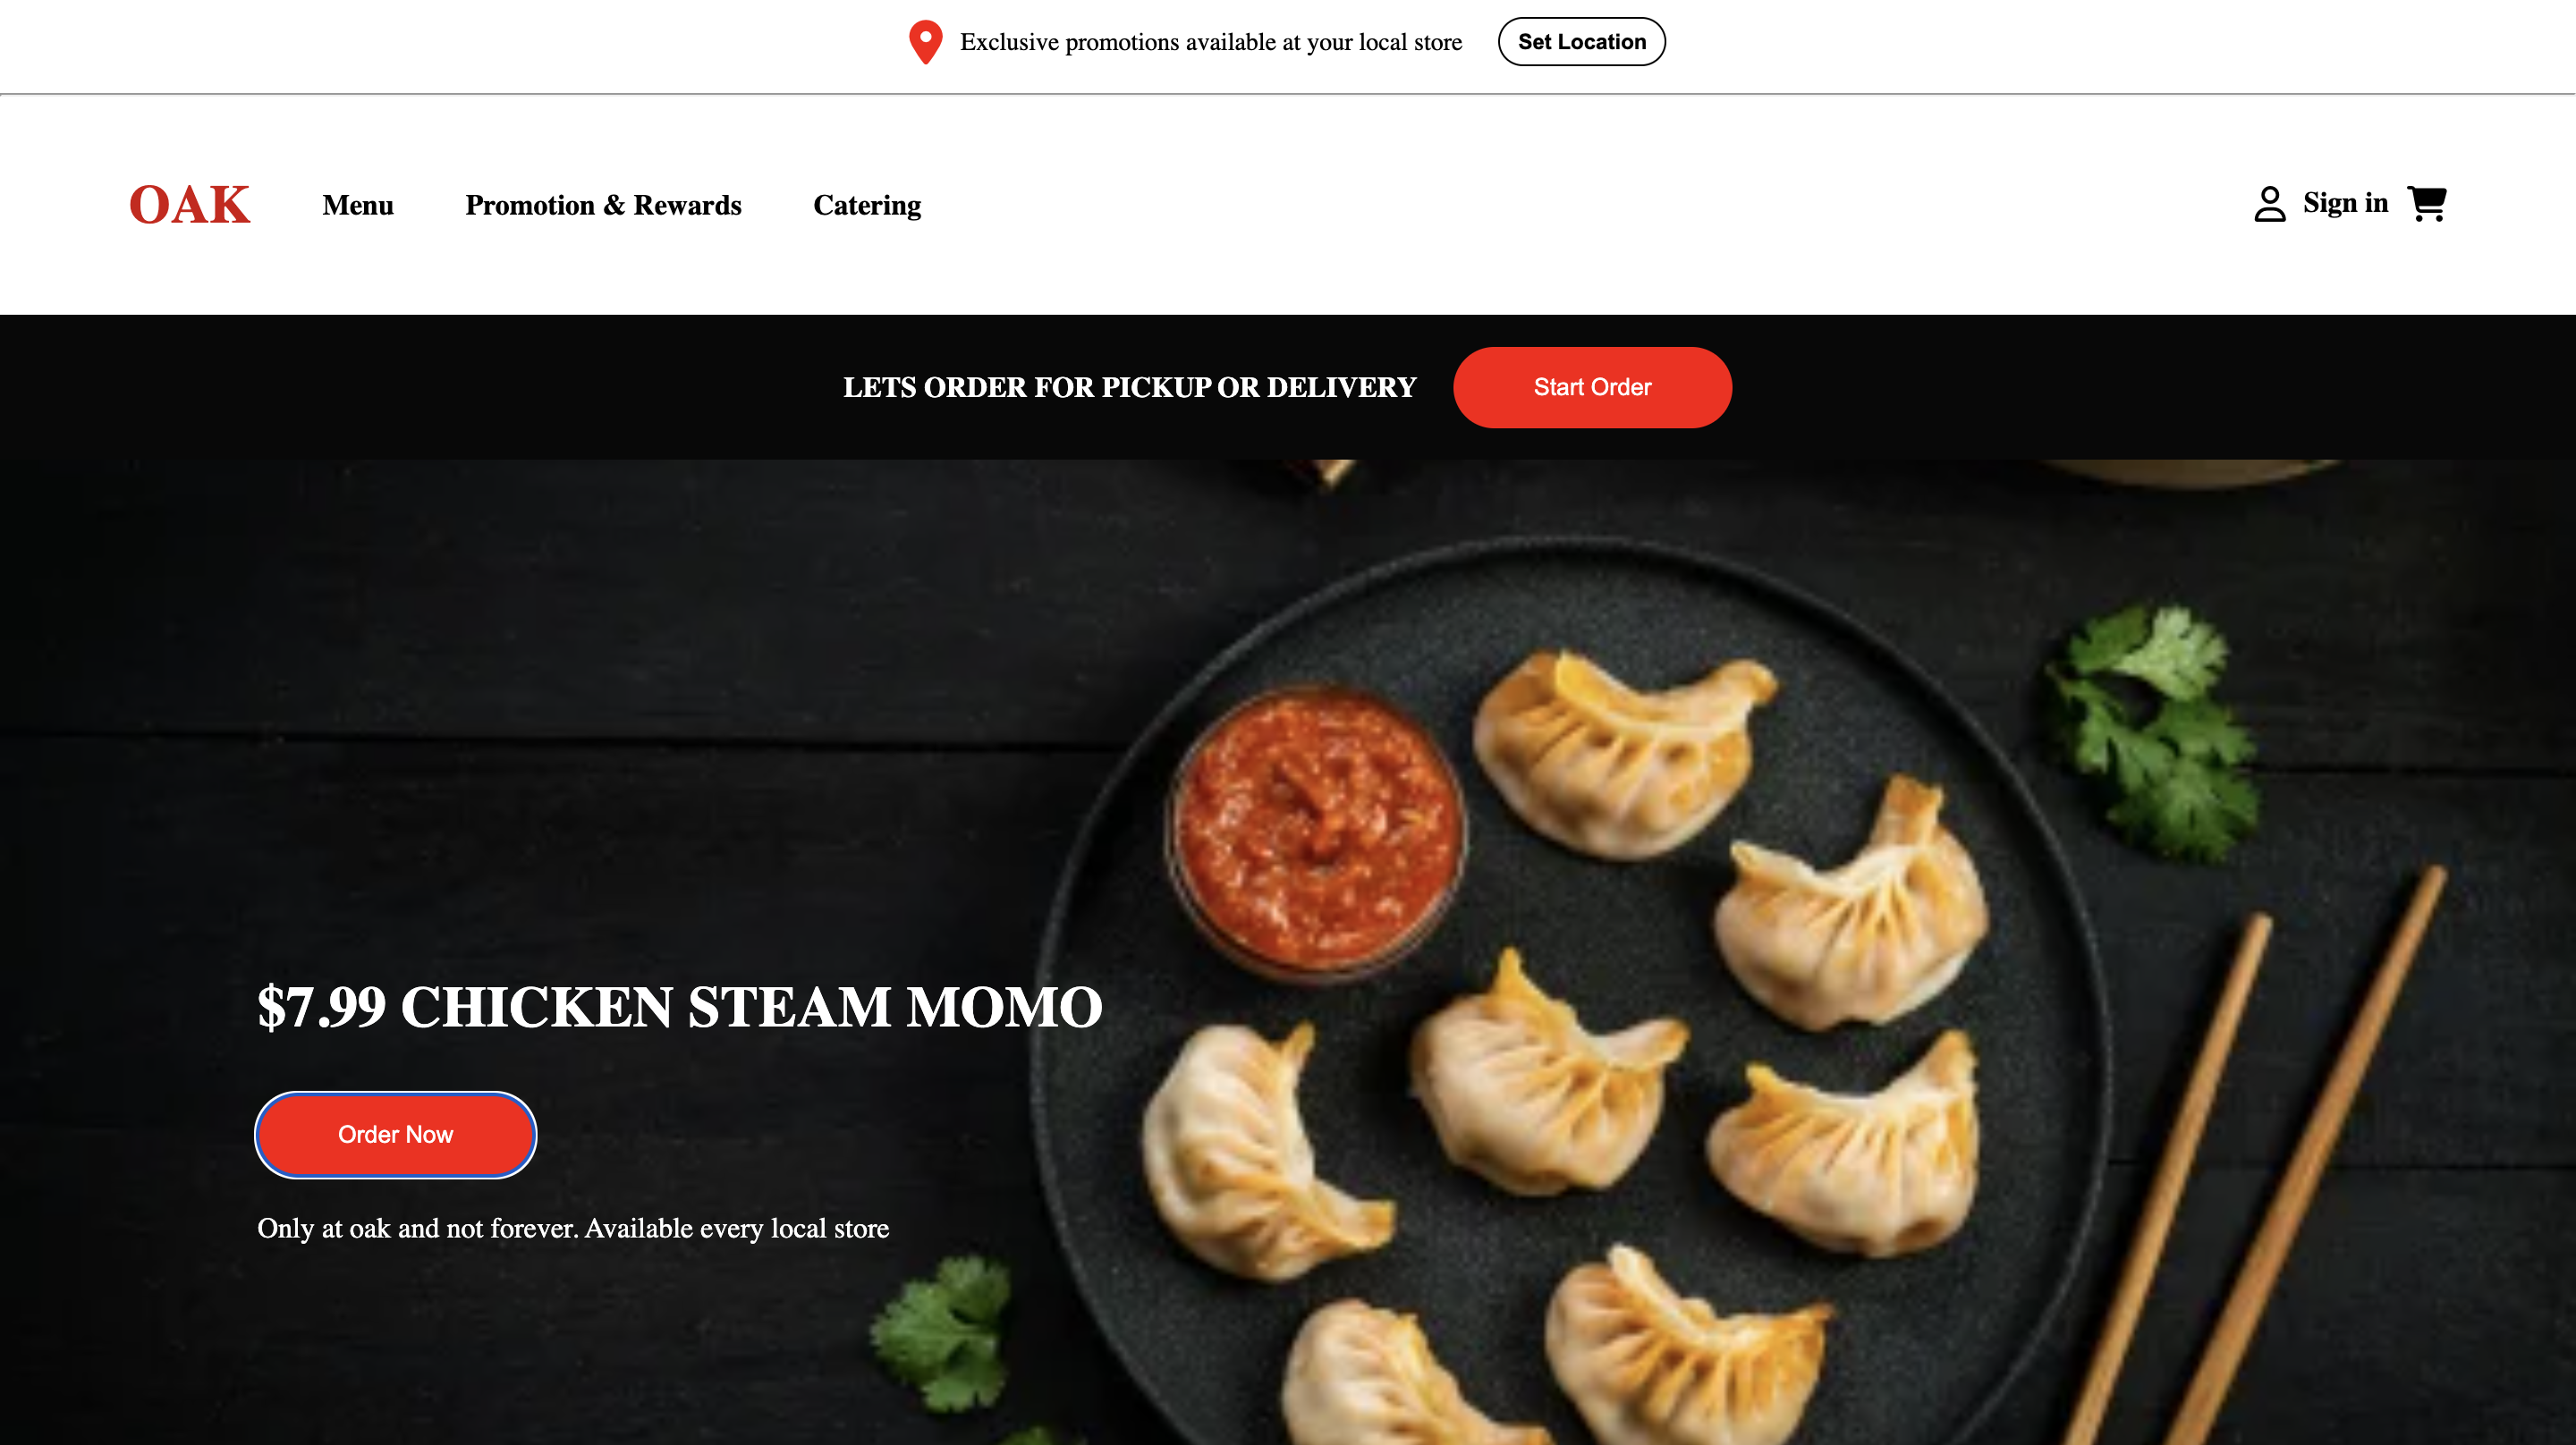 Exclusive promotions available at your local store
Set Location
OAK
Menu
Promotion & Rewards
Catering
Sign in
LETS ORDER FOR PICKUP OR DELIVERY
Start Order
$7.99 CHICKEN STEAM MOMO
Order Now
Only at oak and not forever. Available every local store